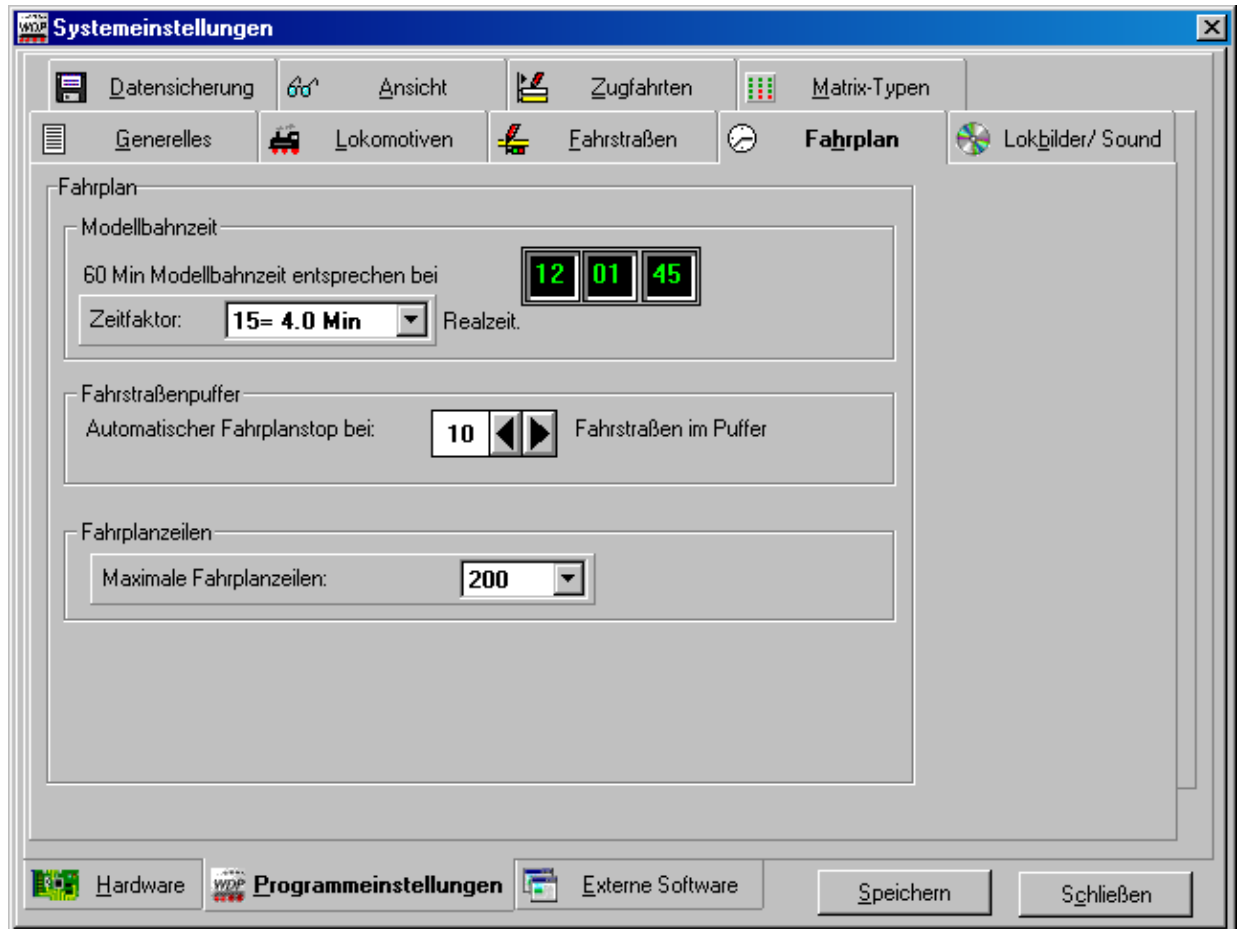 WDP Systemeinstellungen
Datensicherung Ansicht Zugfahrten Matrix-Typen
Generelles Lokomotiven Fahrstraßen Fahrplan Lokbilder/ Sound
Fahrplan
Modellbahnzeit
60 Min Modellbahnzeit entsprechen bei 12 01 45
Zeitfaktor: 15= 4.0 Min Realzeit.
Fahrstraßenpuffer
Automatischer Fahrplanstop bei: 10 Fahrstraßen im Puffer
Fahrplanzeilen
Maximale Fahrplanzeilen: 200
Hardware WDP Programmeinstellungen Externe Software Speichern Schließen